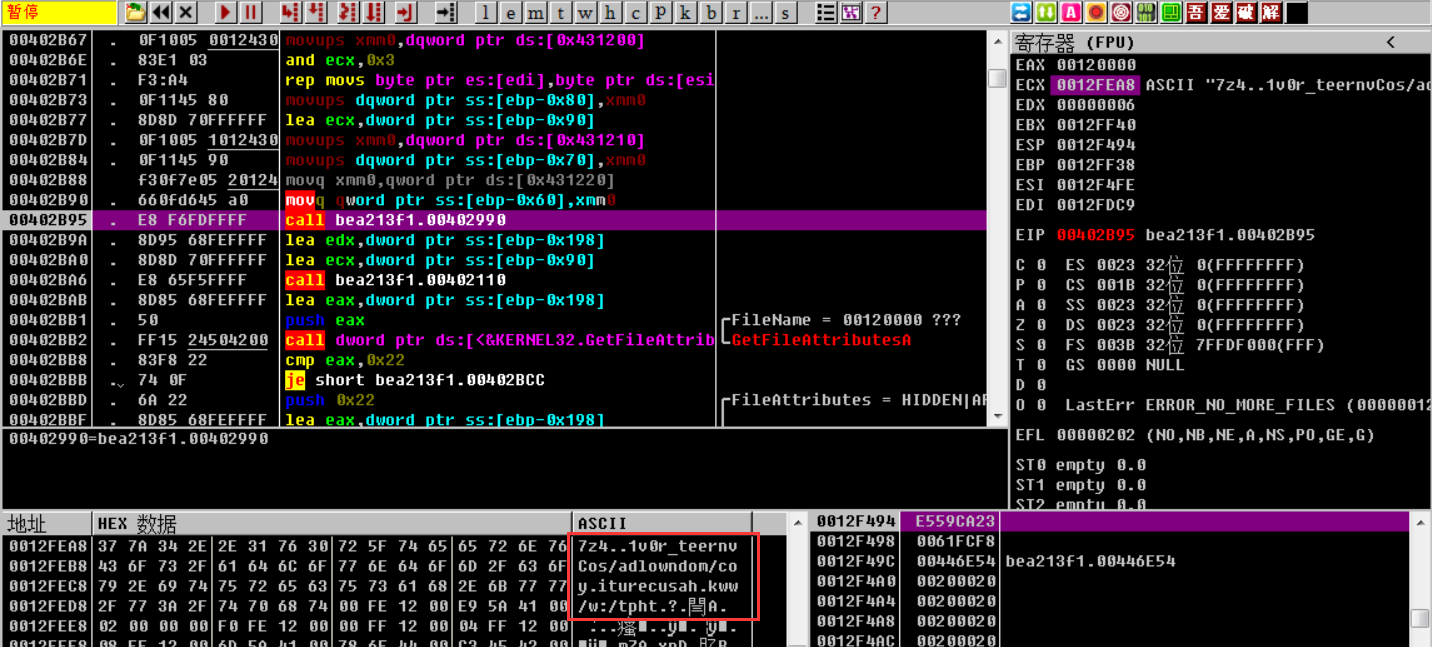 暂停
l e m t w h c p k b r ... s
? 吾 爱 破 解
00402B67 . 0F1005 0012430 movups xmm0,dqword ptr ds:[0x431200]
00402B6E . 83E1 03 and ecx,0x3
00402B71 . F3:A4 rep movs byte ptr es:[edi],byte ptr ds:[esi
00402B73 . 0F1145 80 movups dqword ptr ss:[ebp-0x80],xmm0
00402B77 . 8D8D 70FFFFFF lea ecx,dword ptr ss:[ebp-0x90]
00402B7D . 0F1005 1012430 movups xmm0,dqword ptr ds:[0x431210]
00402B84 . 0F1145 90 movups dqword ptr ss:[ebp-0x70],xmm0
00402B88 f30f7e05 20124 movq xmm0,qword ptr ds:[0x431220]
00402B90 . 660fd645 a0 movq qword ptr ss:[ebp-0x60],xmm0
00402B95 . E8 F6FDFFFF call bea213f1.00402990
00402B9A . 8D95 68FEFFFF lea edx,dword ptr ss:[ebp-0x198]
00402BA0 . 8D8D 70FFFFFF lea ecx,dword ptr ss:[ebp-0x90]
00402BA6 . E8 65F5FFFF call bea213f1.00402110
00402BAB . 8D85 68FEFFFF lea eax,dword ptr ss:[ebp-0x198]
00402BB1 . 50 push eax FileName = 00120000 ???
00402BB2 . FF15 24504200 call dword ptr ds:[<&KERNEL32.GetFileAttrib GetFileAttributesA
00402BB8 . 83F8 22 cmp eax,0x22
00402BBB . 74 0F je short bea213f1.00402BCC
00402BBD . 6A 22 push 0x22 FileAttributes = HIDDEN|AR
00402BBF . 8D85 68FEFFFF lea eax,dword ptr ss:[ebp-0x198]
00402990=bea213f1.00402990
寄存器 (FPU) <
EAX 00120000
ECX 0012FEA8 ASCII "7z4..1v0r_teernvCos/ad
EDX 00000006
EBX 0012FF40
ESP 0012F494
EBP 0012FF38
ESI 0012F4FE
EDI 0012FDC9
EIP 00402B95 bea213f1.00402B95
C 0 ES 0023 32位 0(FFFFFFFF)
P 0 CS 001B 32位 0(FFFFFFFF)
A 0 SS 0023 32位 0(FFFFFFFF)
Z 0 DS 0023 32位 0(FFFFFFFF)
S 0 FS 003B 32位 7FFDF000(FFF)
T 0 GS 0000 NULL
D 0
O 0 LastErr ERROR_NO_MORE_FILES (00000012
EFL 00000202 (NO,NB,NE,A,NS,PO,GE,G)
ST0 empty 0.0
ST1 empty 0.0
ST2 empty 0.0
地址 HEX 数据 ASCII
0012FEA8 37 7A 34 2E 2E 31 76 30 72 5F 74 65 65 72 6E 76 7z4..1v0r_teernv
0012FEB8 43 6F 73 2F 61 64 6C 6F 77 6E 64 6F 6D 2F 63 6F Cos/adlowndom/co
0012FEC8 79 2E 69 74 75 72 65 63 75 73 61 68 2E 6B 77 77 y.iturecusah.kww
0012FED8 2F 77 3A 2F 74 70 68 74 00 FE 12 00 E9 5A 41 00 /w:/tpht.?.閆A.
0012FEE8 02 00 00 00 F0 FE 12 00 00 FF 12 00 04 FF 12 00
0012F494 E559CA23
0012F498 0061FCF8
0012F49C 00446E54 bea213f1.00446E54
0012F4A0 00200020
0012F4A4 00200020
0012F4A8 00200020
0012F4AC 00200020